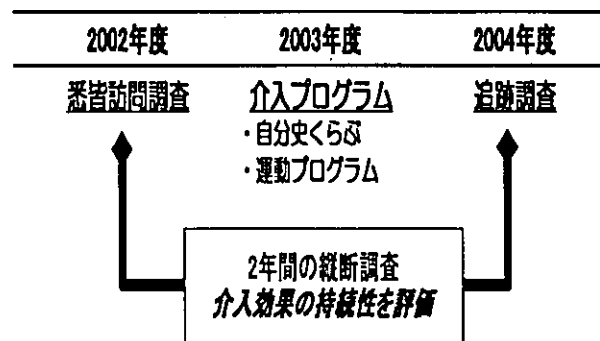 2002年度 2003年度 2004年度
悉皆訪問調査 介入プログラム 追跡調査
・自分史くらぶ
・運動プログラム
2年間の縦断調査
介入効果の持続性を評価